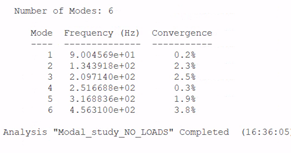 Number of Modes: 6
Mode Frequency (Hz) Convergence
---- -------------- ------------
1 9.004569e+01 0.2%
2 1.343918e+02 2.3%
3 2.097140e+02 2.5%
4 2.516688e+02 0.3%
5 3.168836e+02 1.9%
6 4.563100e+02 3.8%
Analysis "Modal_study_NO_LOADS" Completed (16:36:05)